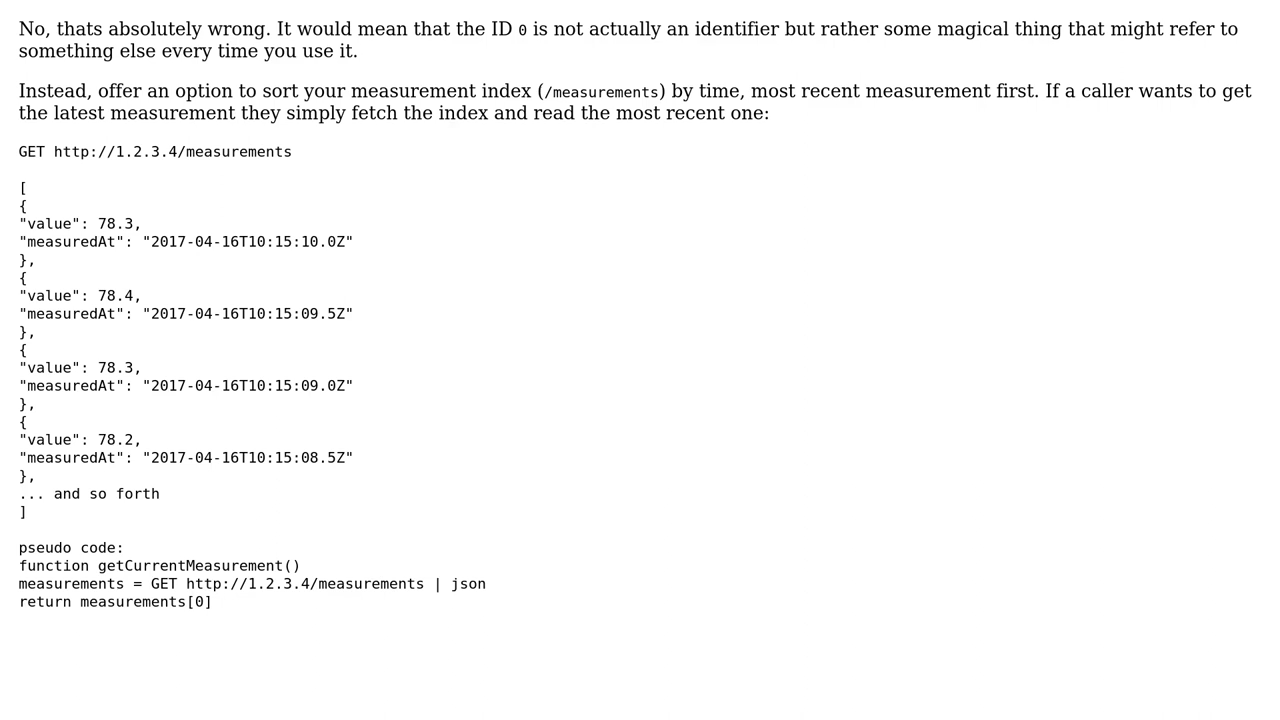 No, thats absolutely wrong. It would mean that the ID 0 is not actually an identifier but rather some magical thing that might refer to
something else every time you use it.
Instead, offer an option to sort your measurement index (/measurements) by time, most recent measurement first. If a caller wants to get
the latest measurement they simply fetch the index and read the most recent one:
GET http://1.2.3.4/measurements
[
{
"value": 78.3,
"measuredAt": "2017-04-16T10:15:10.0Z"
},
{
"value": 78.4,
"measuredAt": "2017-04-16T10:15:09.5Z"
},
{
"value": 78.3,
"measuredAt": "2017-04-16T10:15:09.0Z"
},
{
"value": 78.2,
"measuredAt": "2017-04-16T10:15:08.5Z"
},
... and so forth
]
pseudo code:
function getCurrentMeasurement()
measurements = GET http://1.2.3.4/measurements | json
return measurements[0]